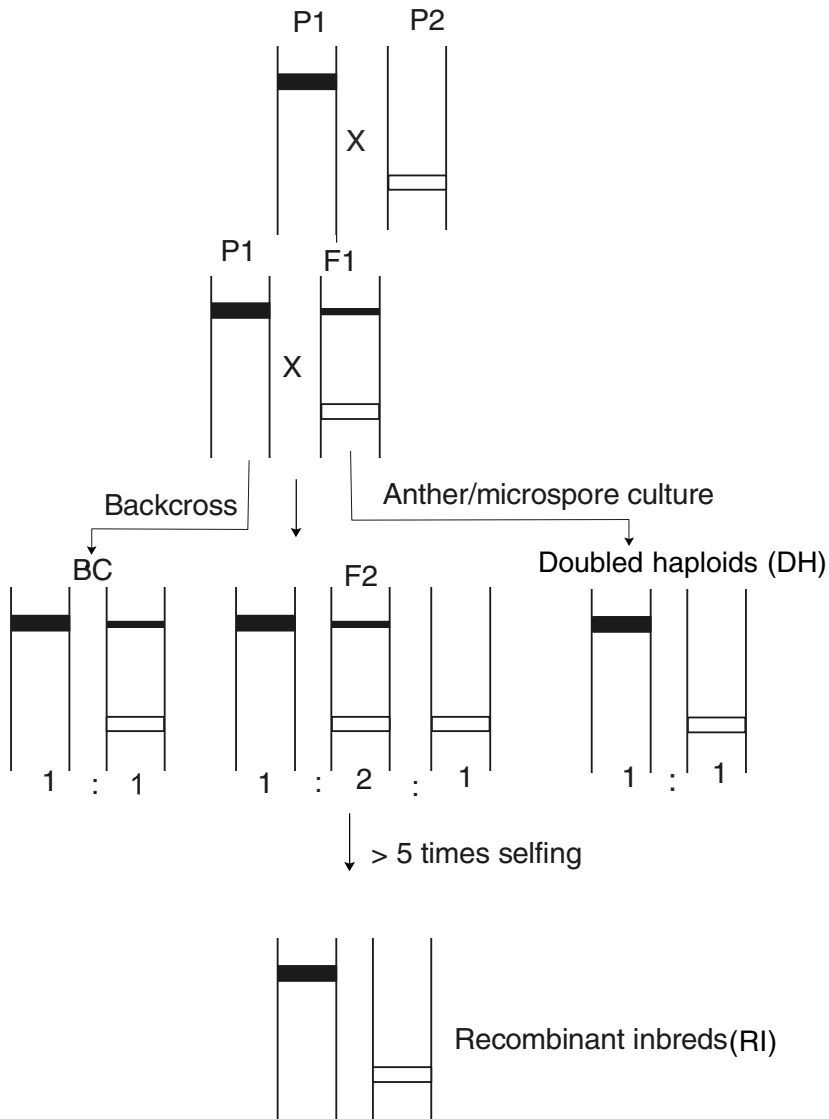 P1 P2
X
P1 F1
X
Backcross
Anther/microspore culture
BC
F2
Doubled haploids (DH)
1 : 1
1 : 2 : 1
1 : 1
> 5 times selfing
Recombinant inbreds(RI)